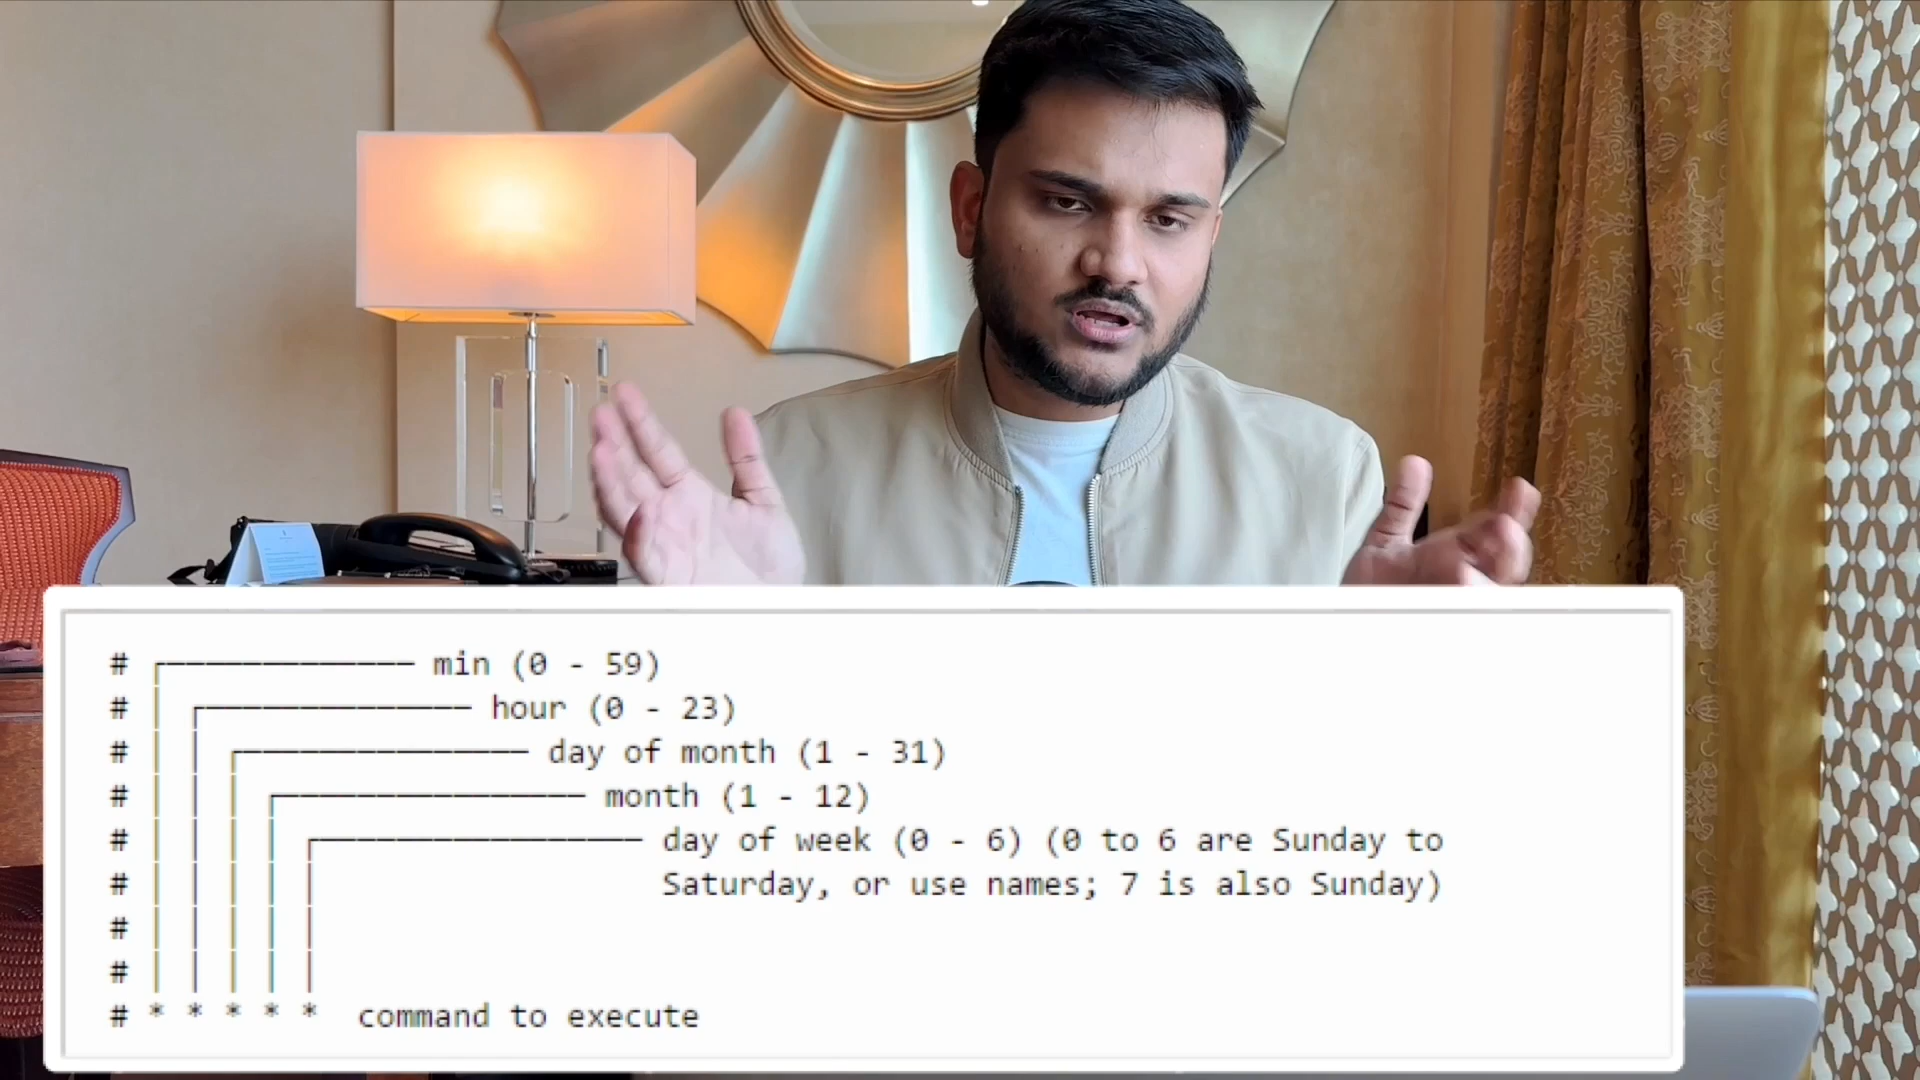 # ┌───────────── min (0 - 59)
# │ ┌────────────── hour (0 - 23)
# │ │ ┌─────────────── day of month (1 - 31)
# │ │ │ ┌──────────────── month (1 - 12)
# │ │ │ │ ┌───────────────── day of week (0 - 6) (0 to 6 are Sunday to
# │ │ │ │ │ Saturday, or use names; 7 is also Sunday)
# │ │ │ │ │
# │ │ │ │ │
# * * * * * command to execute